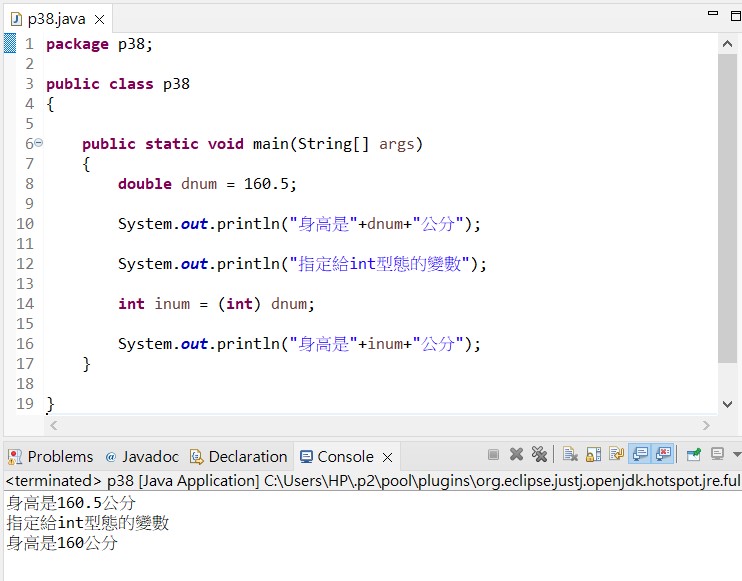 p38.java
1 package p38;
2
3 public class p38
4 {
5
6 public static void main(String[] args)
7 {
8 double dnum = 160.5;
9
10 System.out.println("身高是"+dnum+"公分");
11
12 System.out.println("指定給int型態的變數");
13
14 int inum = (int) dnum;
15
16 System.out.println("身高是"+inum+"公分");
17 }
18
19 }
Problems @ Javadoc Declaration Console
<terminated> p38 [Java Application] C:\Users\HP\.p2\pool\plugins\org.eclipse.justj.openjdk.hotspot.jre.ful
身高是160.5公分
指定給int型態的變數
身高是160公分